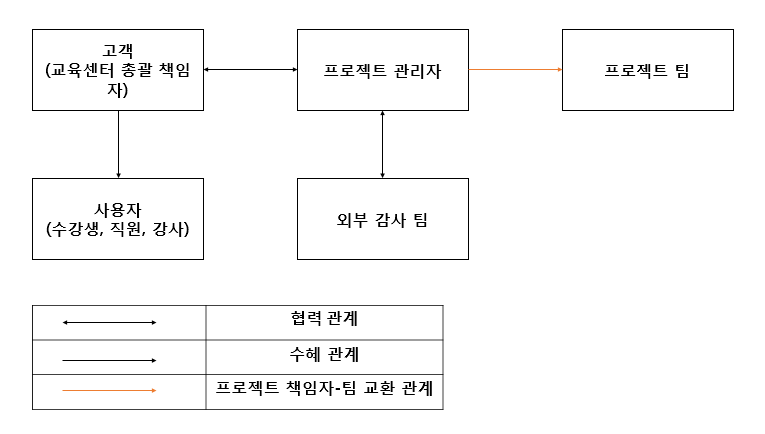 고객
(교육센터 총괄 책임
자)
프로젝트 관리자
프로젝트 팀
사용자
(수강생, 직원, 강사)
외부 감사 팀
협력 관계
수혜 관계
프로젝트 책임자-팀 교환 관계